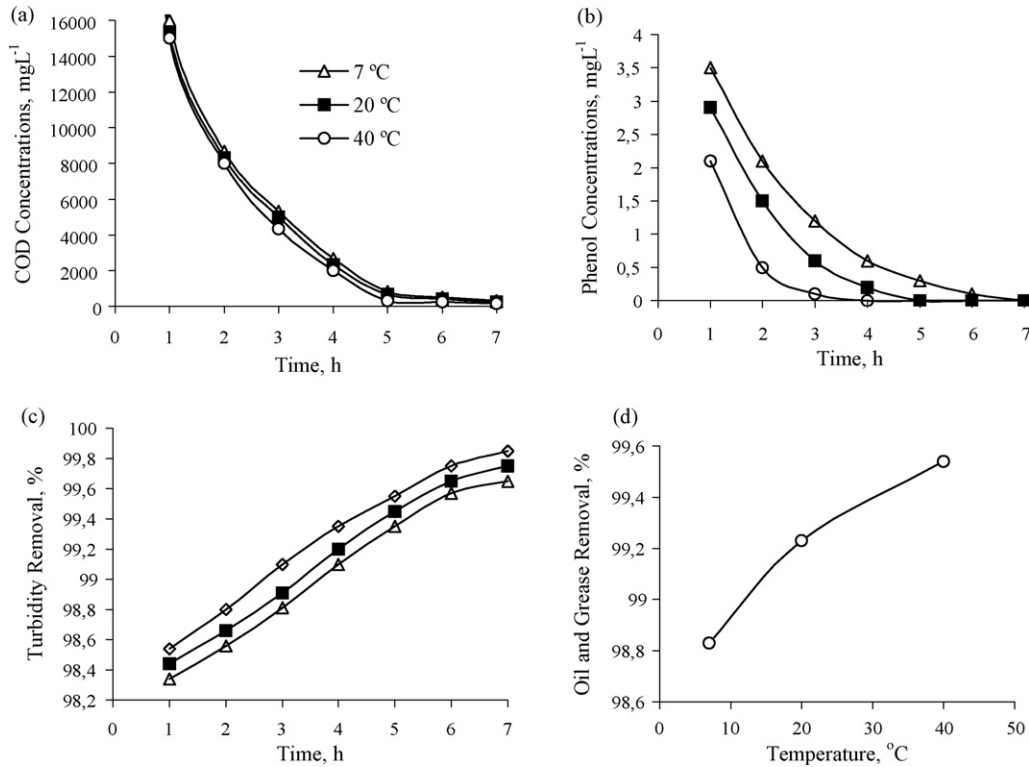 (a)
COD Concentrations, mgL⁻¹
16000
14000
12000
10000
8000
6000
4000
2000
0
0 1 2 3 4 5 6 7
Time, h
7 ºC
20 ºC
40 ºC
(b)
Phenol Concentrations, mgL⁻¹
4
3,5
3
2,5
2
1,5
1
0,5
0
0 1 2 3 4 5 6 7
Time, h
(c)
Turbidity Removal, %
100
99,8
99,6
99,4
99,2
99
98,8
98,6
98,4
98,2
0 1 2 3 4 5 6 7
Time, h
(d)
Oil and Grease Removal, %
99,6
99,4
99,2
99
98,8
98,6
0 10 20 30 40 50
Temperature, °C